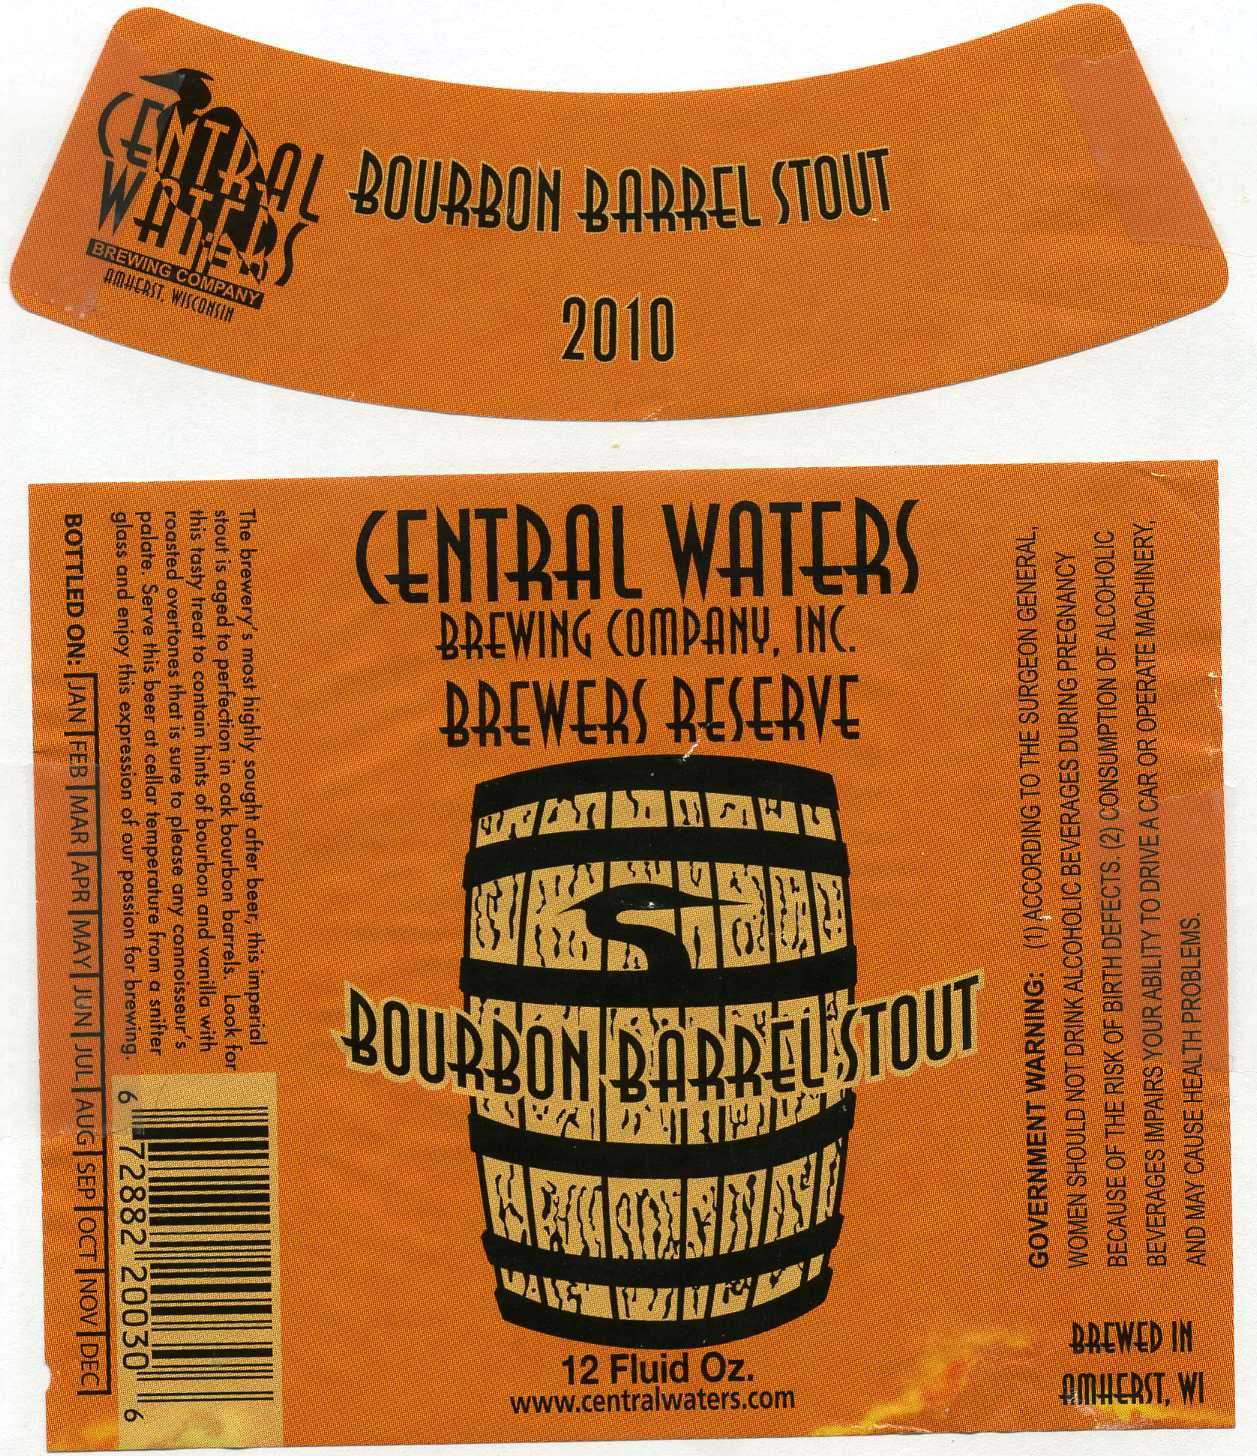 CENTRAL
WATERS
BREWING COMPANY
AMHERST, WISCONSIN
BOURBON BARREL STOUT
2010
CENTRAL WATERS
BREWING COMPANY, INC.
BREWERS RESERVE
BOURBON BARREL STOUT
12 Fluid Oz.
www.centralwaters.com
The brewery's most highly sought after beer, this imperial
stout is aged to perfection in oak bourbon barrels. Look for
this tasty treat to contain hints of bourbon and vanilla with
roasted overtones that is sure to please any connoisseur's
palate. Serve this beer at cellar temperature from a snifter
glass and enjoy this expression of our passion for brewing.
BOTTLED ON: JAN FEB MAR APR MAY JUN JUL AUG SEP OCT NOV DEC
6 72882 20030 6
GOVERNMENT WARNING: (1) ACCORDING TO THE SURGEON GENERAL,
WOMEN SHOULD NOT DRINK ALCOHOLIC BEVERAGES DURING PREGNANCY
BECAUSE OF THE RISK OF BIRTH DEFECTS. (2) CONSUMPTION OF ALCOHOLIC
BEVERAGES IMPAIRS YOUR ABILITY TO DRIVE A CAR OR OPERATE MACHINERY,
AND MAY CAUSE HEALTH PROBLEMS.
BREWED IN
AMHERST, WI